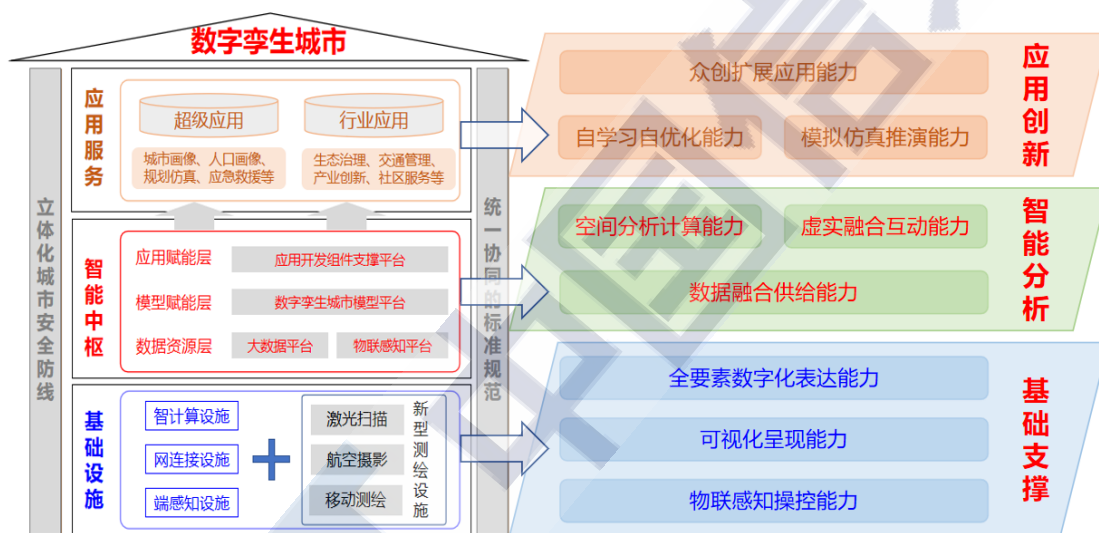 数字孪生城市
立体化城市安全防线
统一协同的标准规范
应用服务
超级应用
行业应用
城市画像、人口画像、
规划仿真、应急救援等
生态治理、交通管理、
产业创新、社区服务等
智能中枢
应用赋能层
应用开发组件支撑平台
模型赋能层
数字孪生城市模型平台
数据资源层
大数据平台
物联感知平台
基础设施
智计算设施
网连接设施
端感知设施
激光扫描
航空摄影
移动测绘
新型测绘设施
众创扩展应用能力
自学习自优化能力
模拟仿真推演能力
应用创新
空间分析计算能力
虚实融合互动能力
数据融合供给能力
智能分析
全要素数字化表达能力
可视化呈现能力
物联感知操控能力
基础支撑
中国信